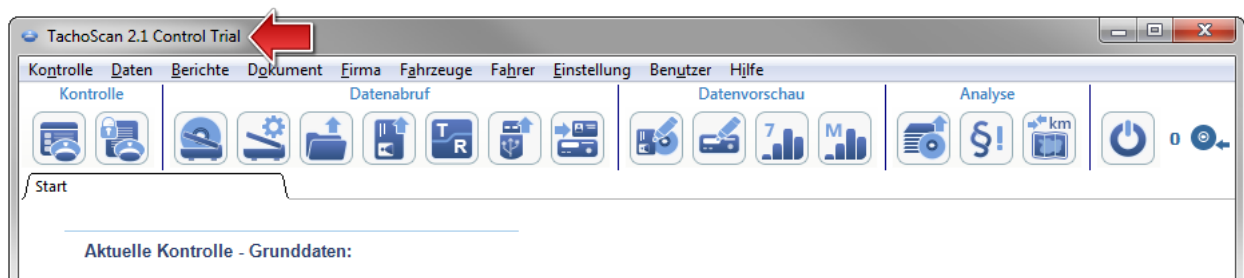 TachoScan 2.1 Control Trial
Kontrolle Daten Berichte Dokument Firma Fahrzeuge Fahrer Einstellung Benutzer Hilfe
Kontrolle Datenabruf Datenvorschau Analyse
T R 7 M §! km 0
Start
Aktuelle Kontrolle - Grunddaten: